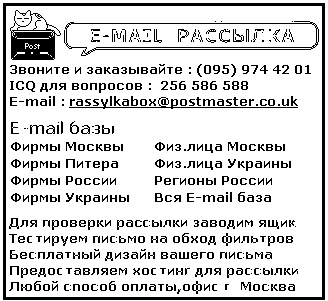 Post
E-MAIL РАССЫЛКА
Звоните и заказывайте : (095) 974 42 01
ICQ для вопросов : 256 586 588
E-mail : rassylkabox@postmaster.co.uk
E-mail базы
Фирмы Москвы Физ.лица Москвы
Фирмы Питера Физ.лица Украины
Фирмы России Регионы России
Фирмы Украины Вся E-mail база
Для проверки рассылки заводим ящик
Тестируем письмо на обход фильтров
Бесплатный дизайн вашего письма
Предоставляем хостинг для рассылки
Любой способ оплаты,офис г Москва